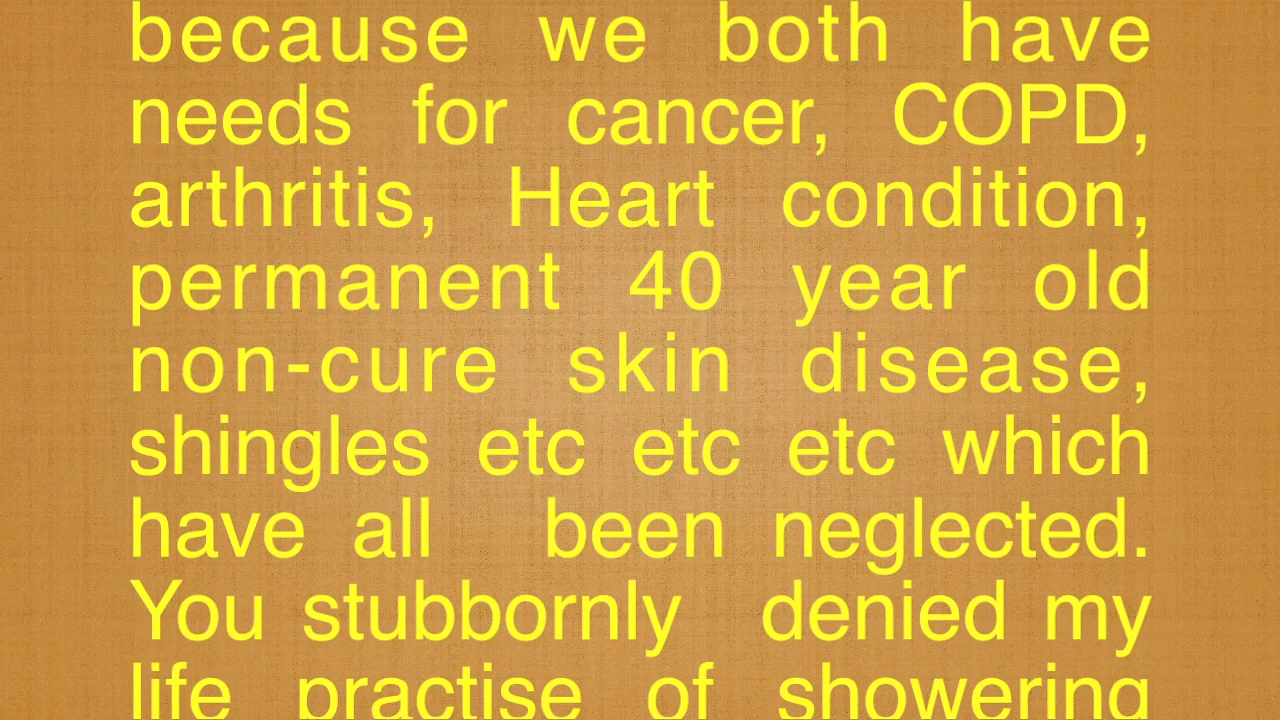 because we both have
needs for cancer, COPD,
arthritis, Heart condition,
permanent 40 year old
non-cure skin disease,
shingles etc etc etc which
have all been neglected.
You stubbornly denied my
life practise of showering